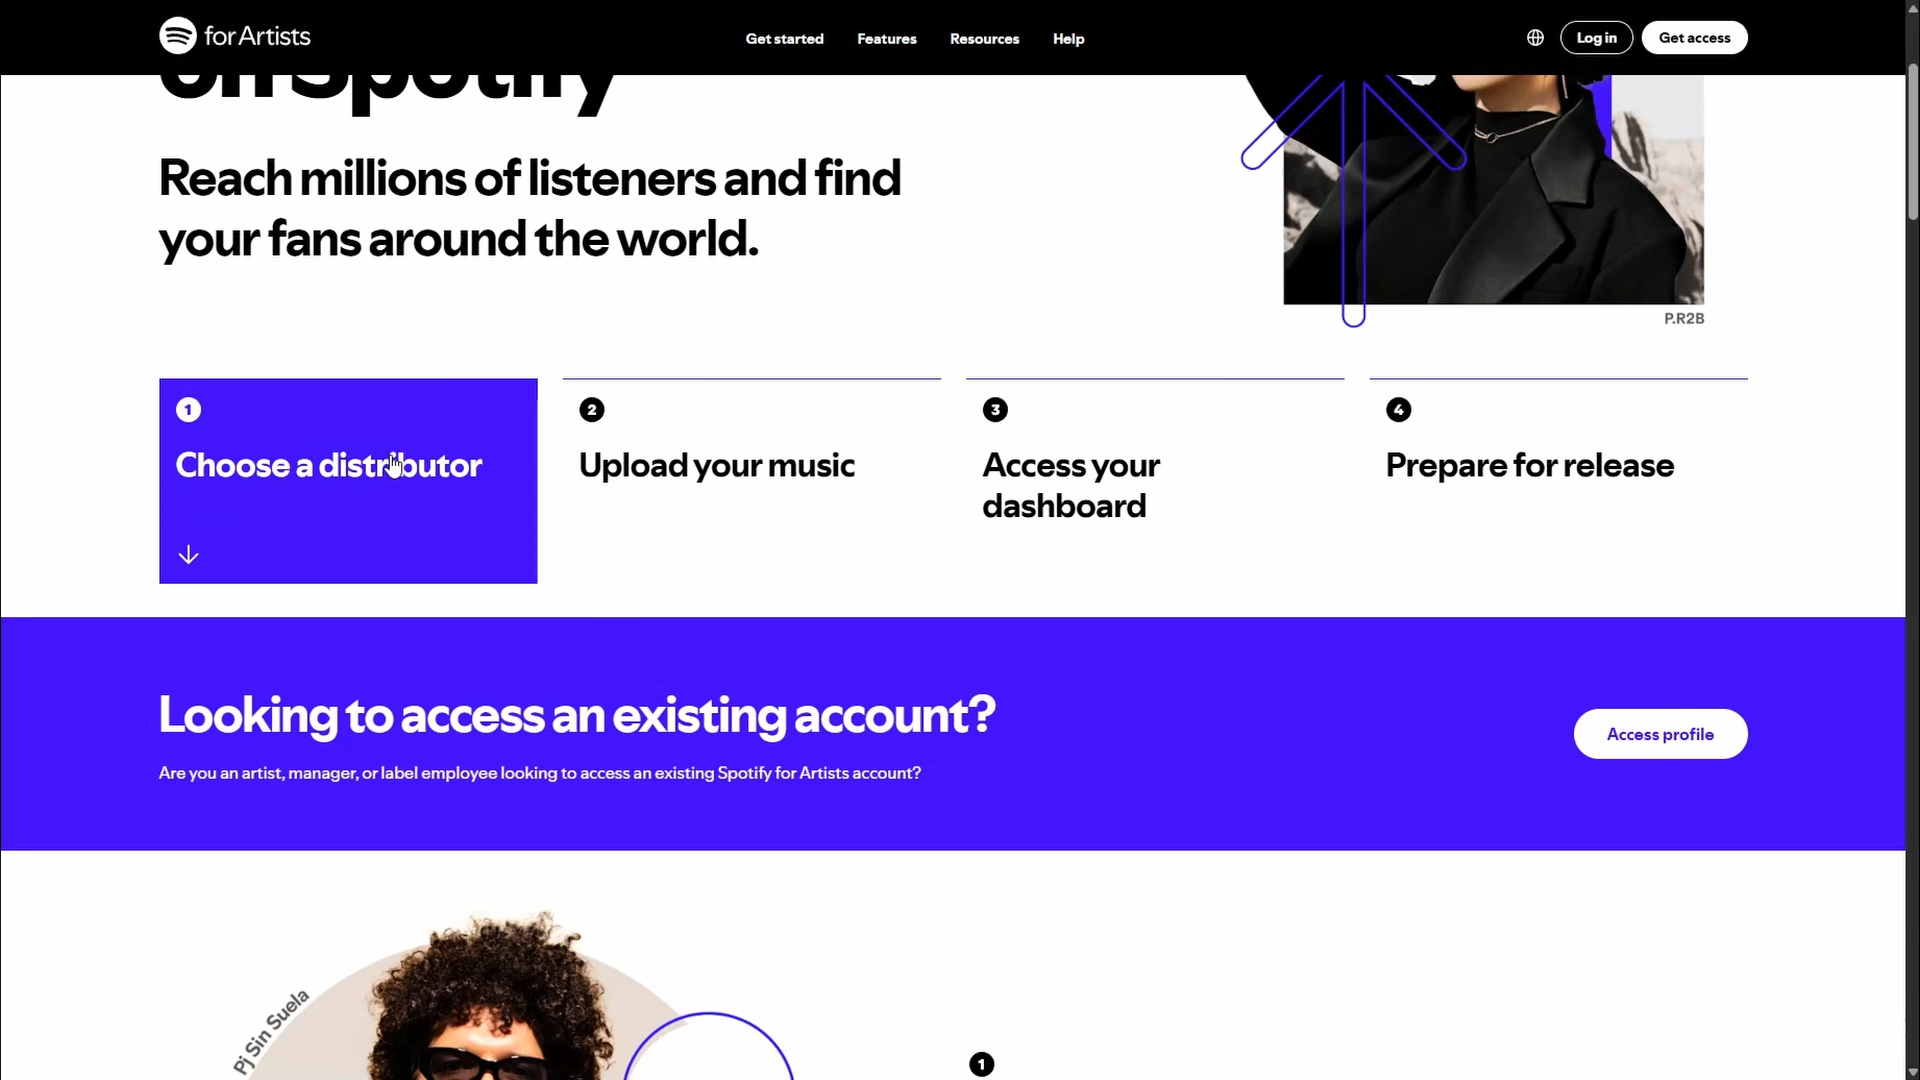 for Artists
Get started
Features
Resources
Help
Log in
Get access
on Spotify
Reach millions of listeners and find
your fans around the world.
P.R2B
1
Choose a distributor
2
Upload your music
3
Access your
dashboard
4
Prepare for release
Looking to access an existing account?
Are you an artist, manager, or label employee looking to access an existing Spotify for Artists account?
Access profile
Pj Sin Suela
1